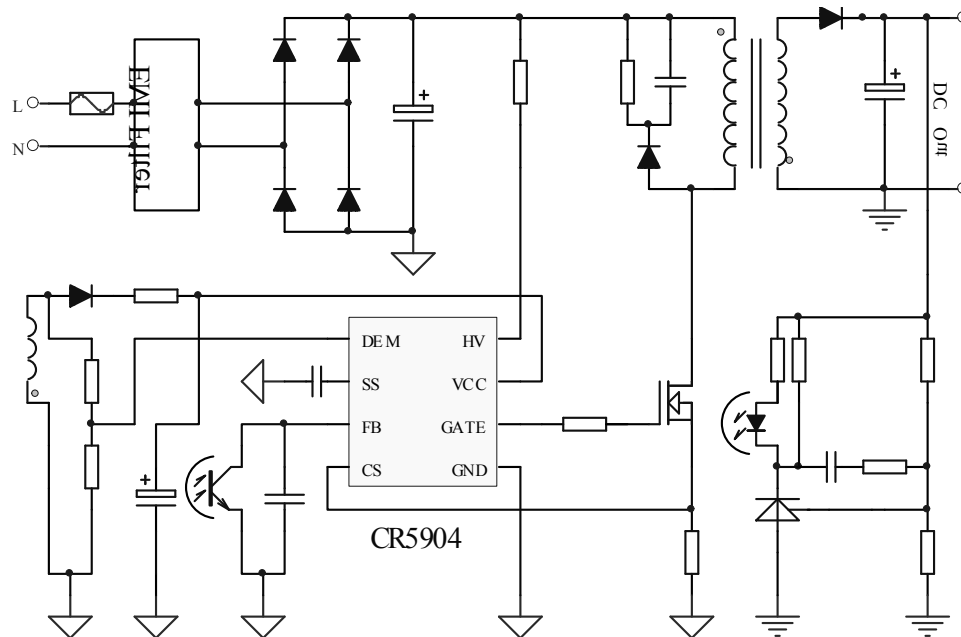 L
N
EMI Filter
DC Out
DEM
HV
SS
VCC
FB
GATE
CS
GND
CR5904